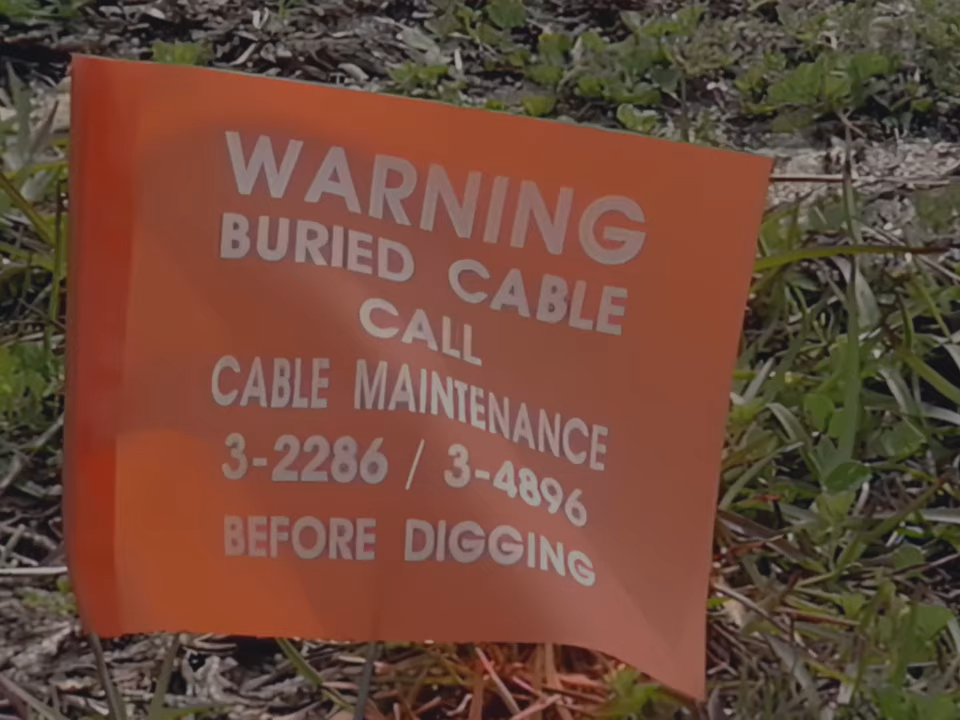 WARNING
BURIED CABLE
CALL
CABLE MAINTENANCE
3-2286 / 3-4896
BEFORE DIGGING